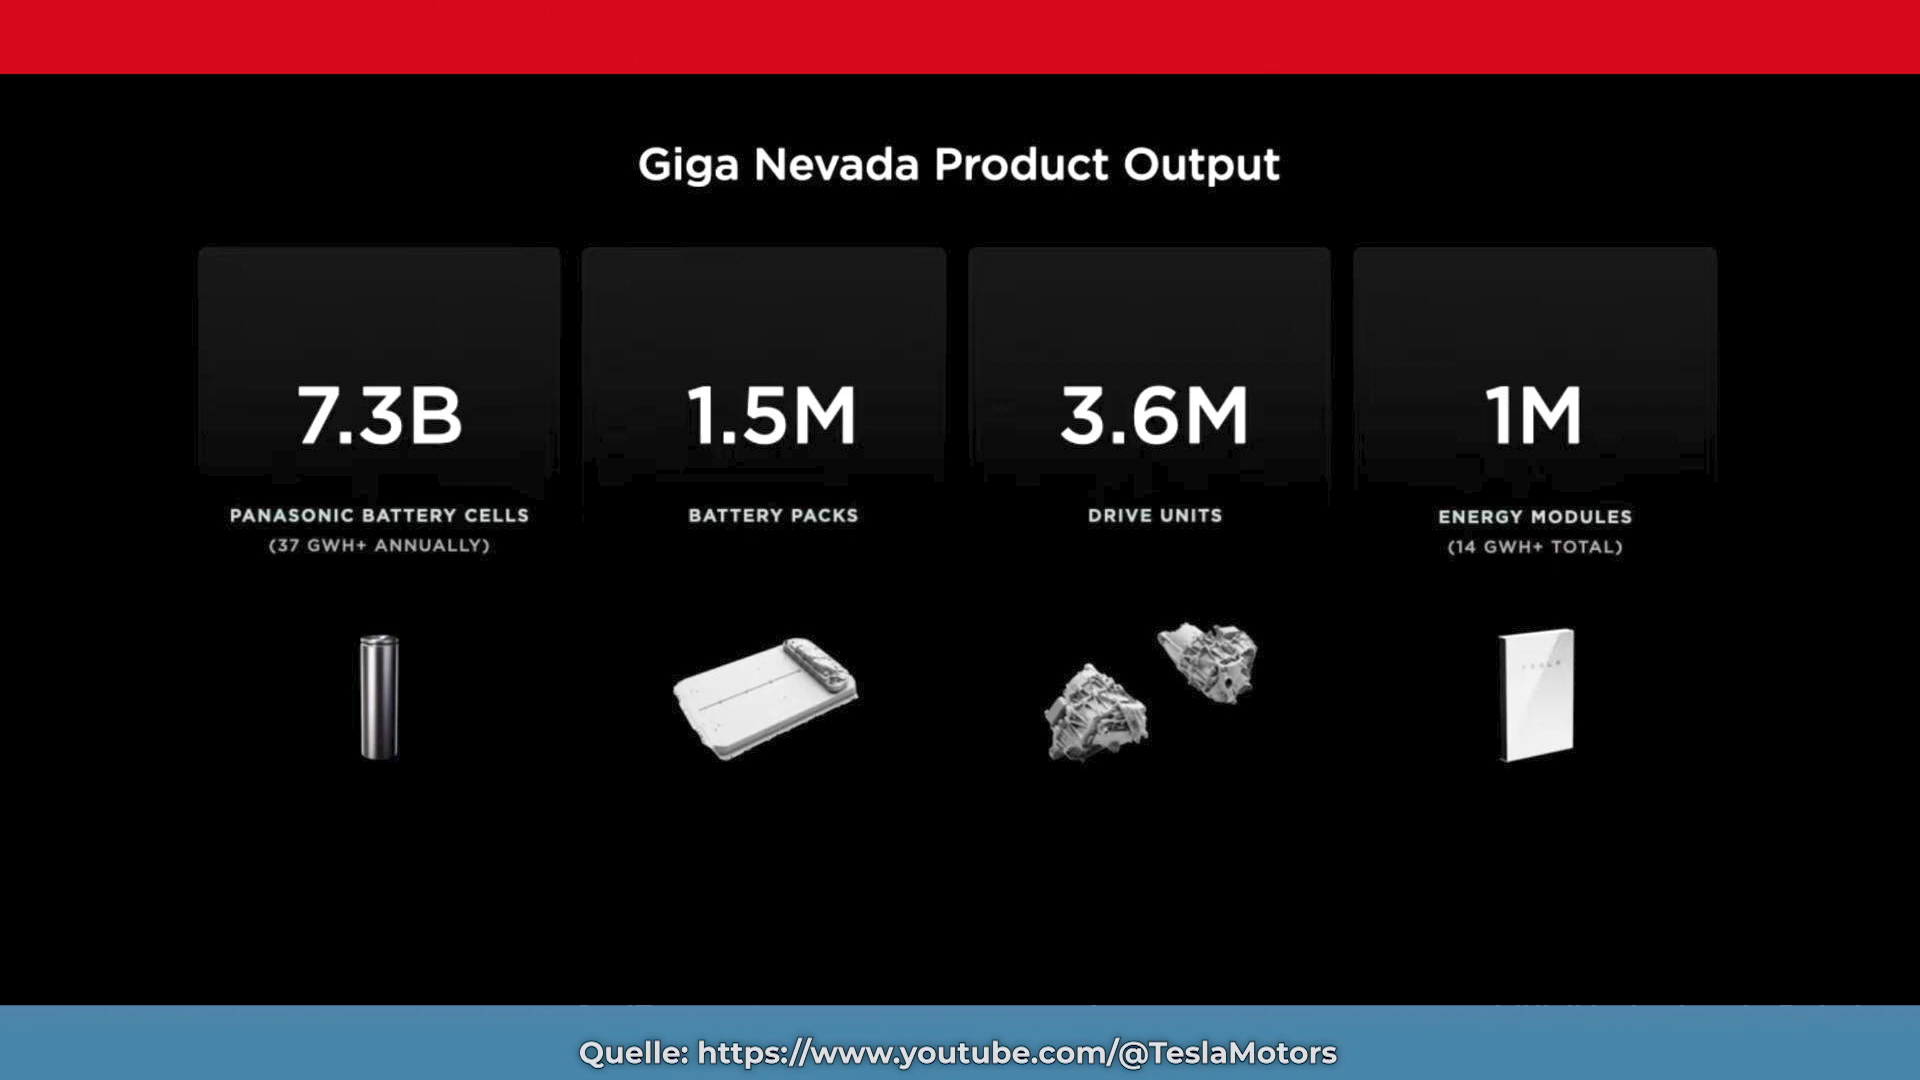 Giga Nevada Product Output
7.3B
PANASONIC BATTERY CELLS
(37 GWH+ ANNUALLY)
1.5M
BATTERY PACKS
3.6M
DRIVE UNITS
1M
ENERGY MODULES
(14 GWH+ TOTAL)
TESLA
Quelle: https://www.youtube.com/@TeslaMotors